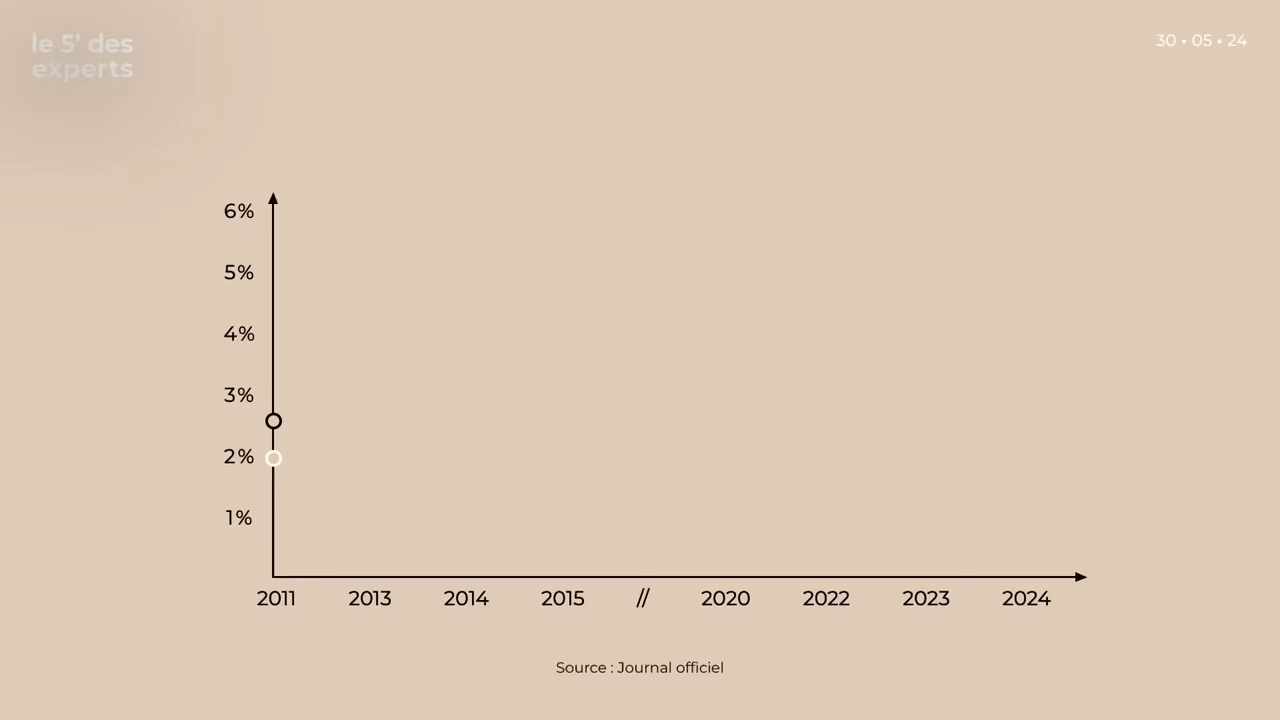 le 5' des
experts
30 • 05 • 24
6%
5%
4%
3%
2%
1%
2011 2013 2014 2015 // 2020 2022 2023 2024
Source : Journal officiel